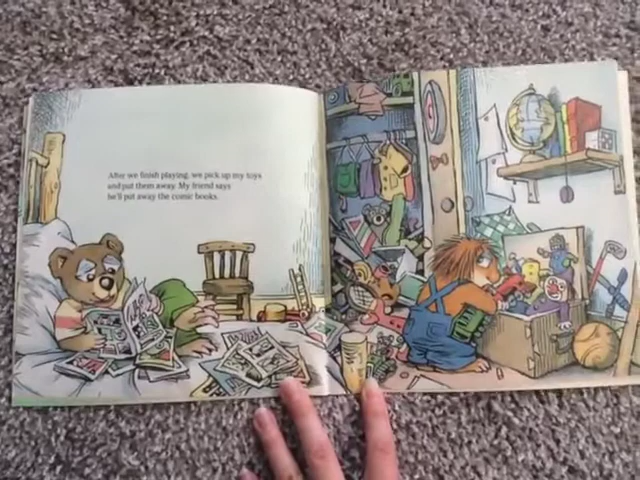 After we finish playing, we pick up my toys
and put them away. My friend says
he'll put away the comic books.